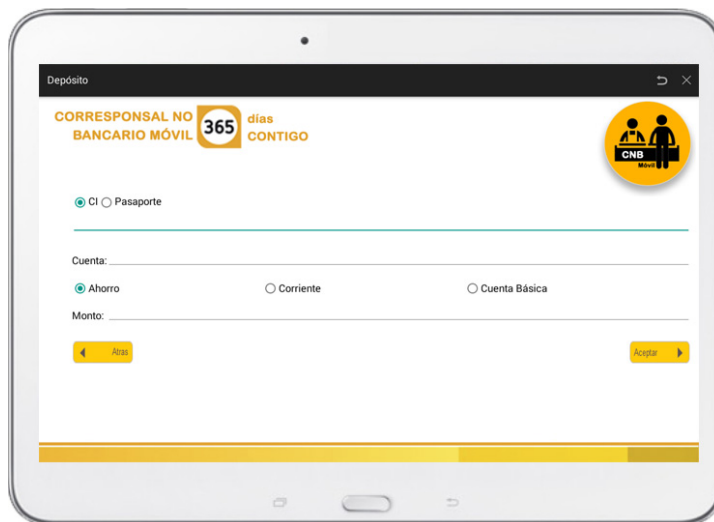 Depósito
CORRESPONSAL NO
BANCARIO MÓVIL
365
días
CONTIGO
CNB
Móvil
CI Pasaporte
Cuenta:
Ahorro Corriente Cuenta Básica
Monto:
Atras Aceptar